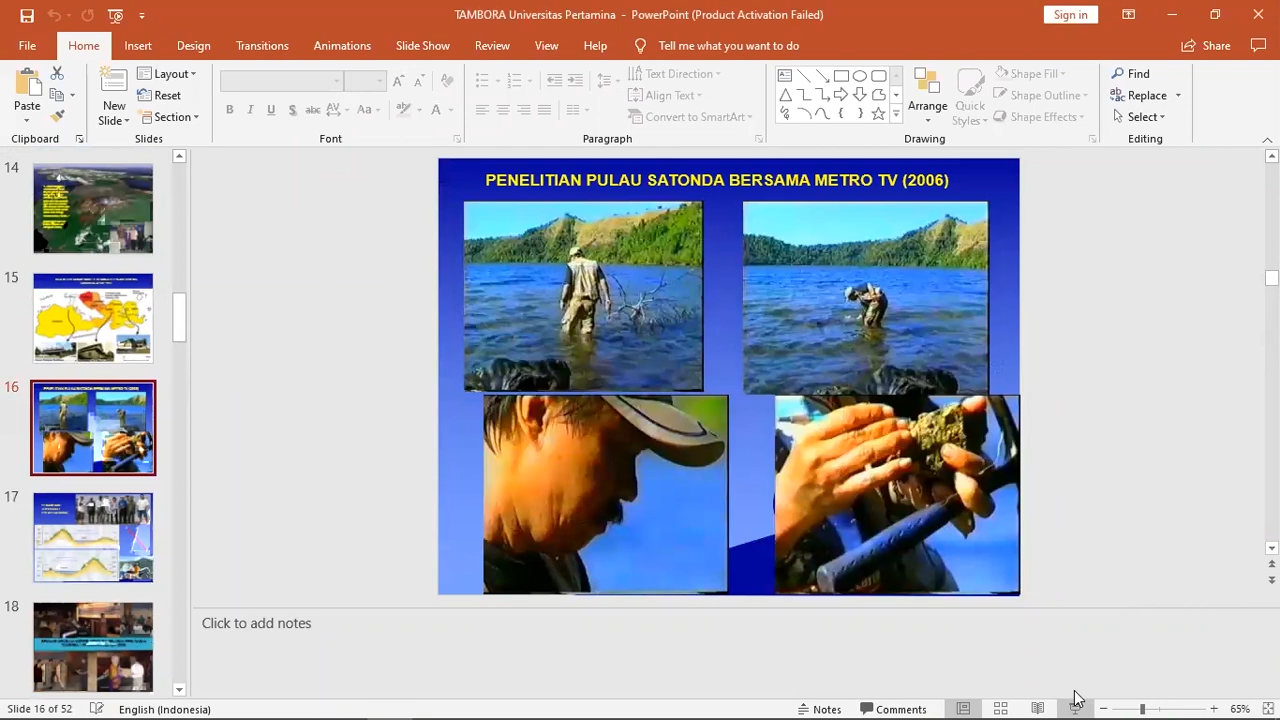 TAMBORA Universitas Pertamina - PowerPoint (Product Activation Failed)
Sign in
File Home Insert Design Transitions Animations Slide Show Review View Help Tell me what you want to do Share
Paste
Clipboard
New Slide
Layout
Reset
Section
Slides
B I U S abc AV Aa A
Font
Text Direction
Align Text
Convert to SmartArt
Paragraph
Arrange
Quick Styles
Shape Fill
Shape Outline
Shape Effects
Drawing
Find
Replace
Select
Editing
14
15
16
17
18
PENELITIAN PULAU SATONDA BERSAMA METRO TV (2006)
Click to add notes
Slide 16 of 52 English (Indonesia) Notes Comments 65%